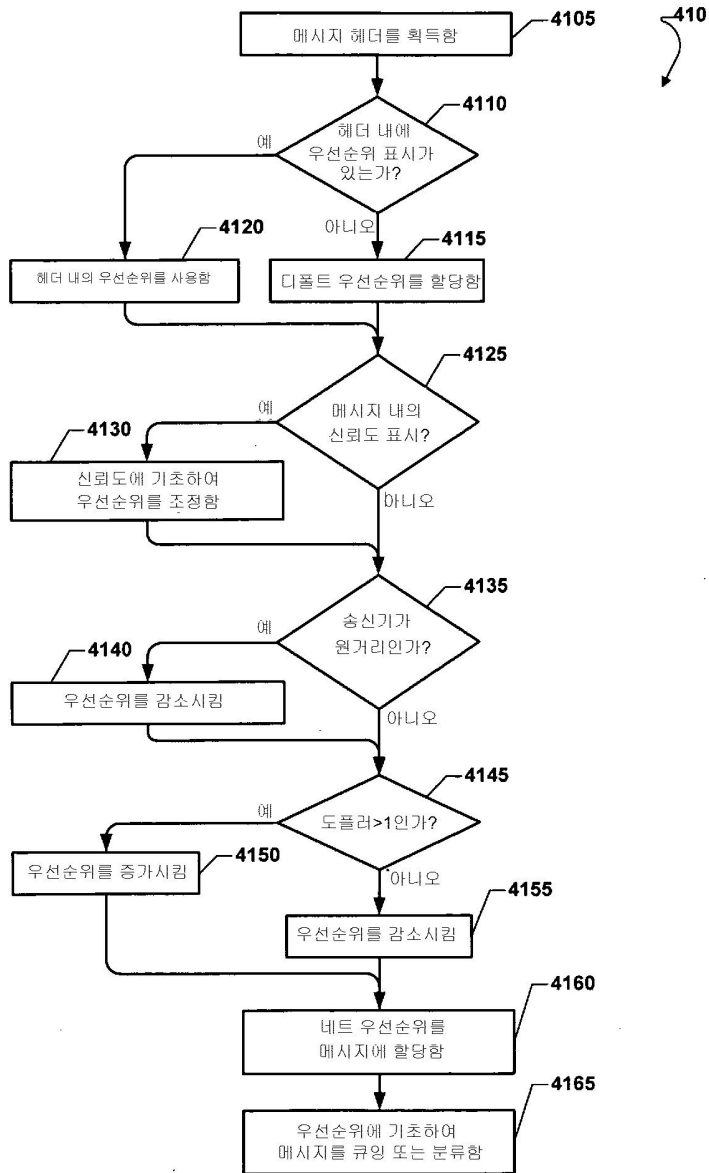 4105
410
메시지 헤더를 획득함
4110
헤더 내에
우선순위 표시가
있는가?
예
아니오
4120
4115
헤더 내의 우선순위를 사용함
디폴트 우선순위를 할당함
4125
메시지 내의
신뢰도 표시?
예
4130
신뢰도에 기초하여
우선순위를 조정함
아니오
4135
송신기가
원거리인가?
예
4140
우선순위를 감소시킴
아니오
4145
도플러>1인가?
예
4150
우선순위를 증가시킴
아니오
4155
우선순위를 감소시킴
4160
네트 우선순위를
메시지에 할당함
4165
우선순위에 기초하여
메시지를 큐잉 또는 분류함